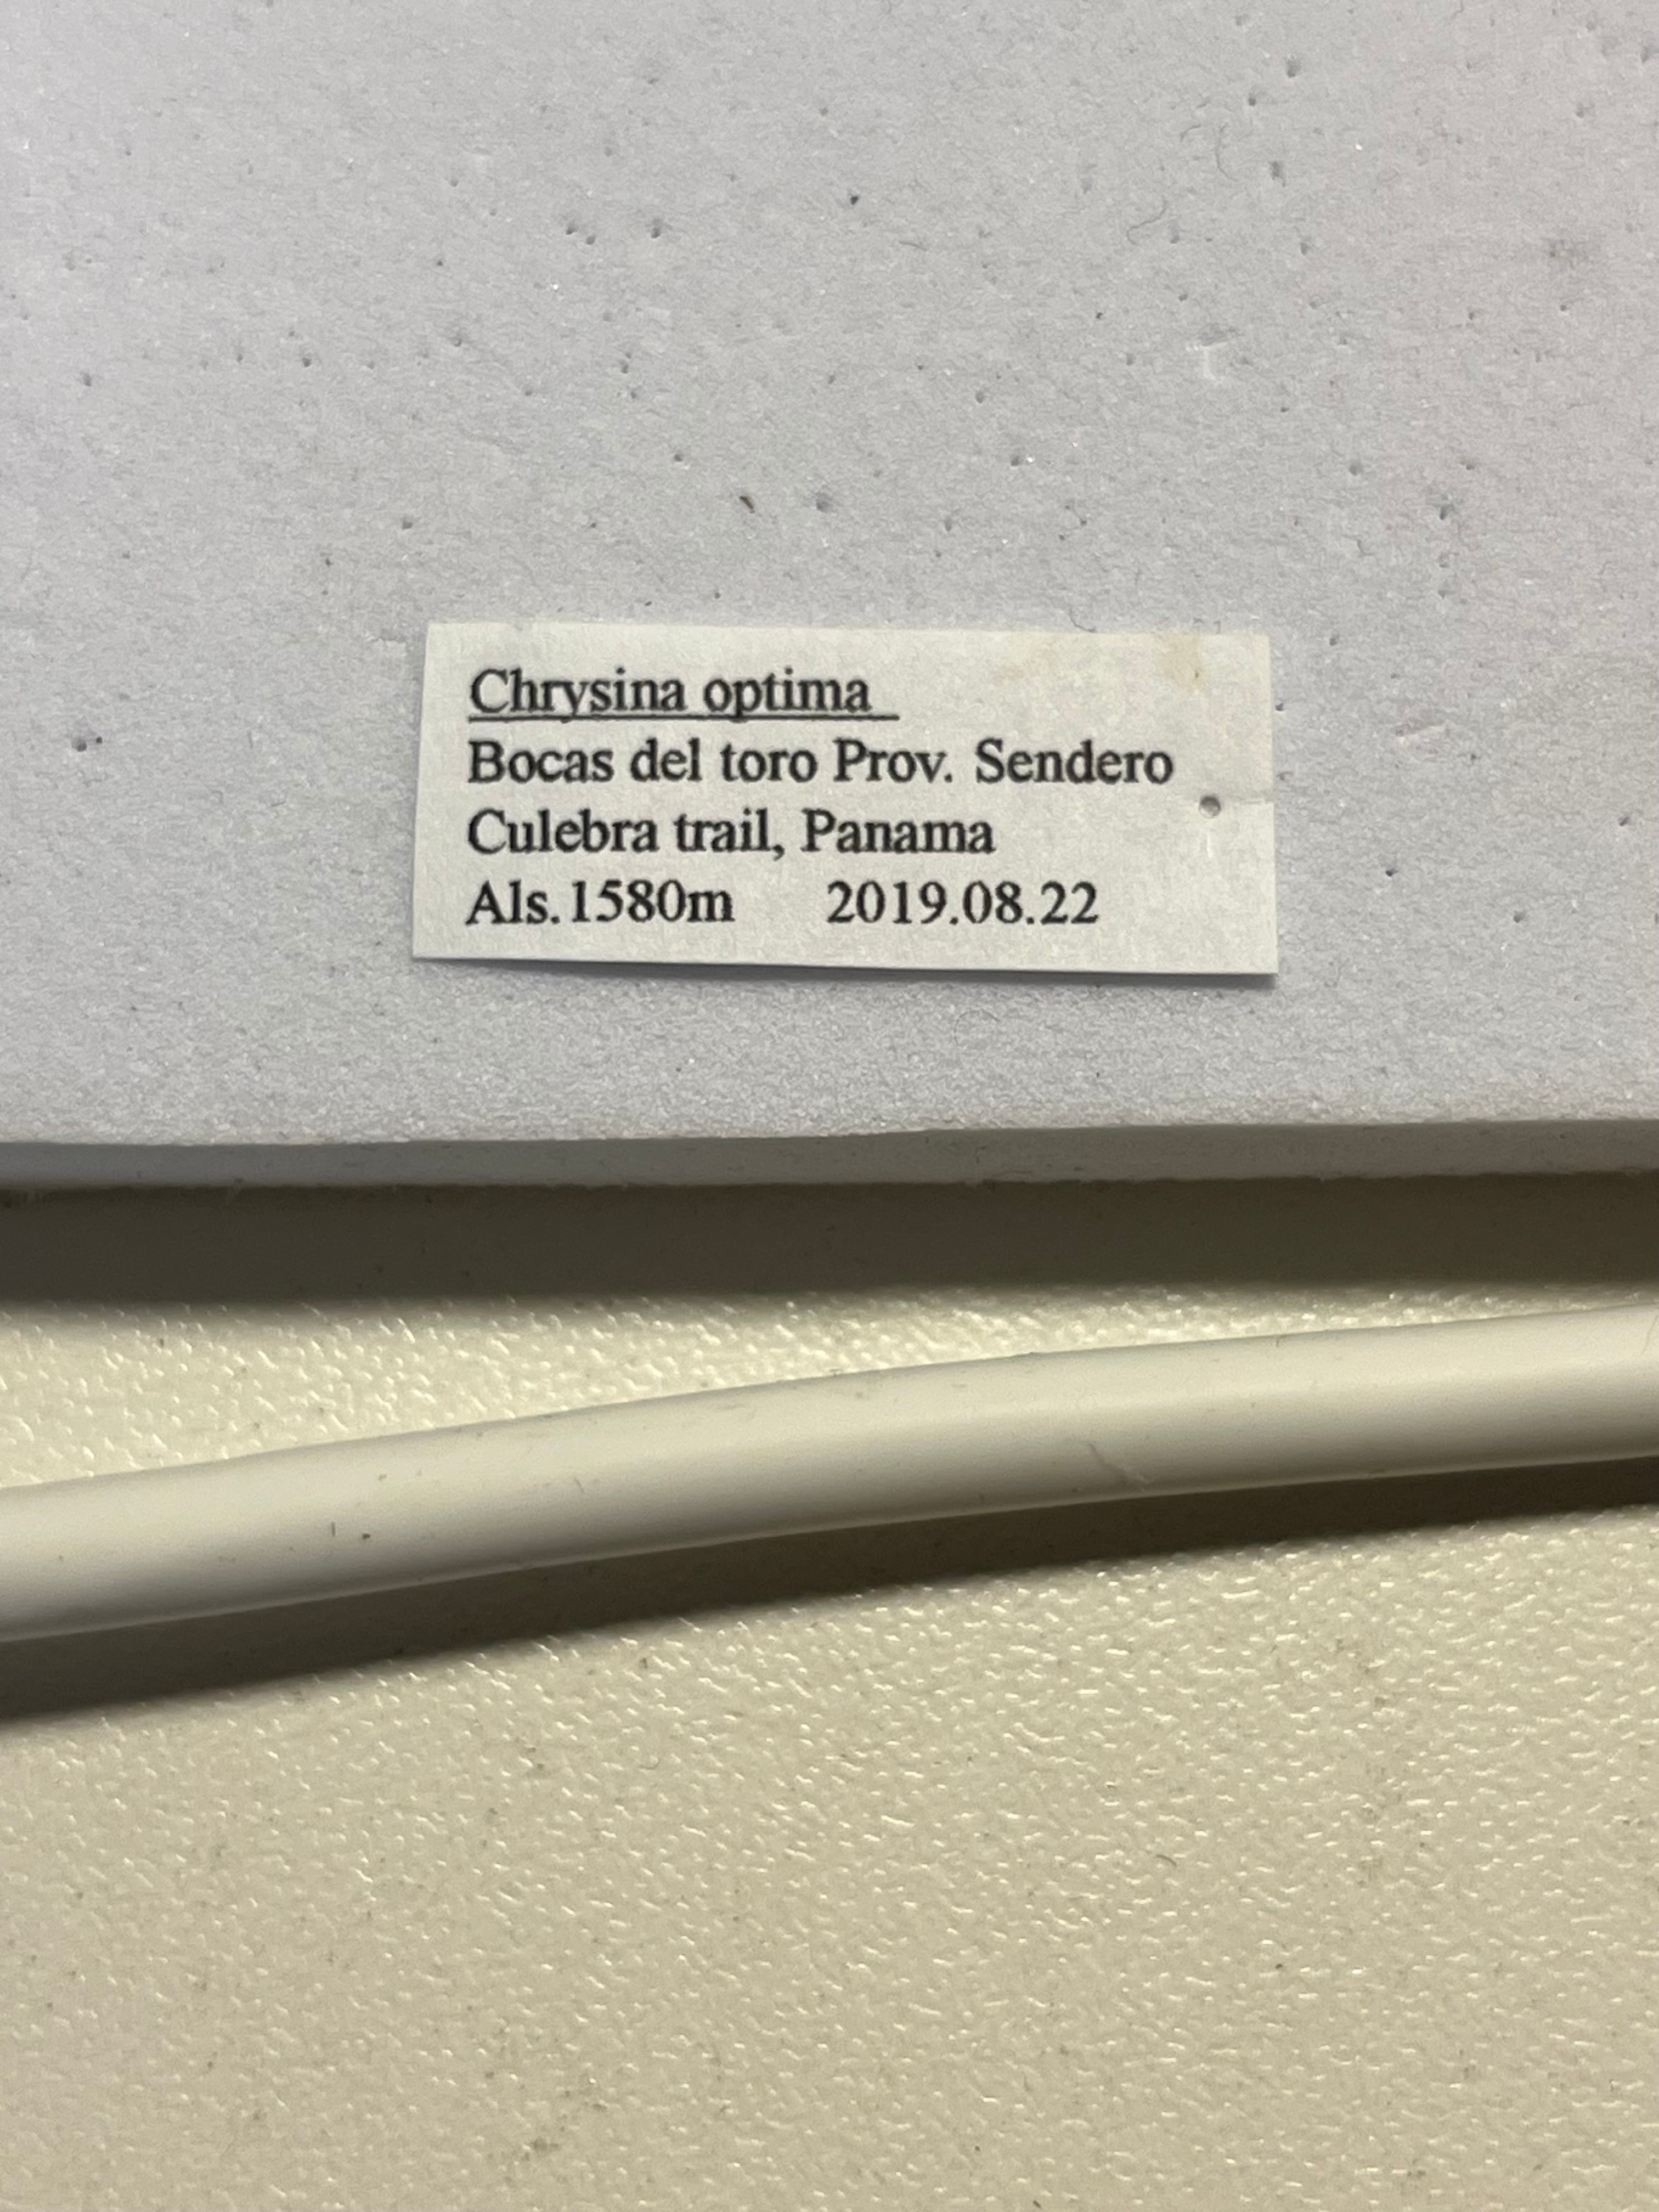 Chrysina optima
Bocas del toro Prov. Sendero
Culebra trail, Panama
Als.1580m 2019.08.22